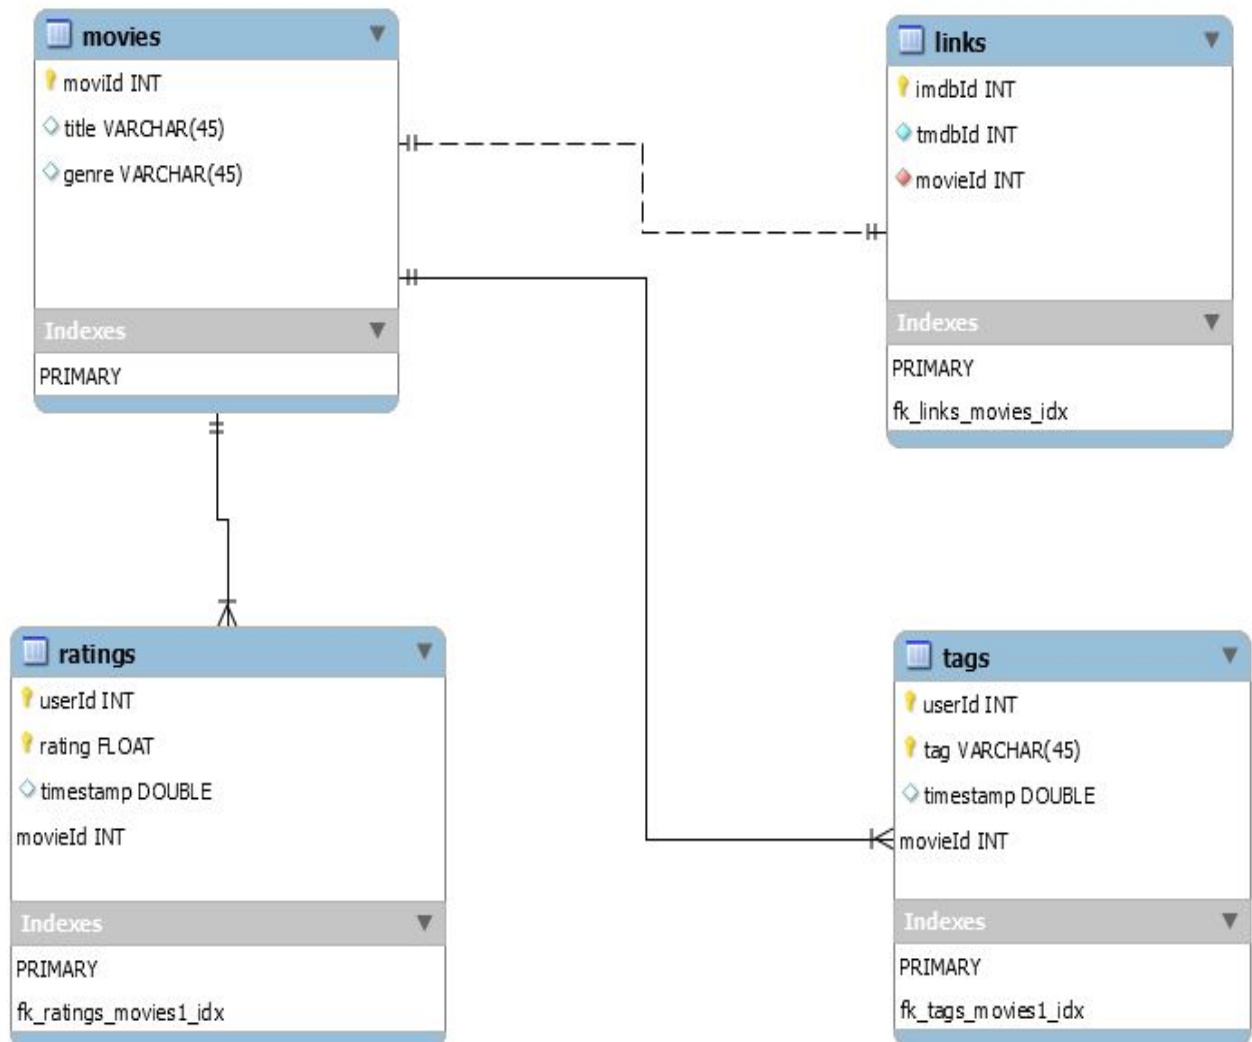 movies
moviId INT
title VARCHAR(45)
genre VARCHAR(45)
Indexes
PRIMARY
links
imdbId INT
tmdbId INT
movieId INT
Indexes
PRIMARY
fk_links_movies_idx
ratings
userId INT
rating FLOAT
timestamp DOUBLE
movieId INT
Indexes
PRIMARY
fk_ratings_movies1_idx
tags
userId INT
tag VARCHAR(45)
timestamp DOUBLE
movieId INT
Indexes
PRIMARY
fk_tags_movies1_idx